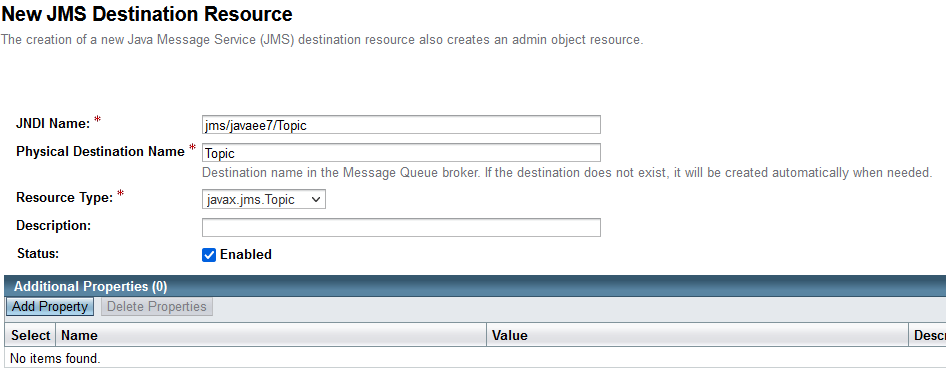 New JMS Destination Resource
The creation of a new Java Message Service (JMS) destination resource also creates an admin object resource.
JNDI Name: * jms/javaee7/Topic
Physical Destination Name * Topic
Destination name in the Message Queue broker. If the destination does not exist, it will be created automatically when needed.
Resource Type: * javax.jms.Topic
Description:
Status: Enabled
Additional Properties (0)
Add Property Delete Properties
Select Name Value Descr
No items found.